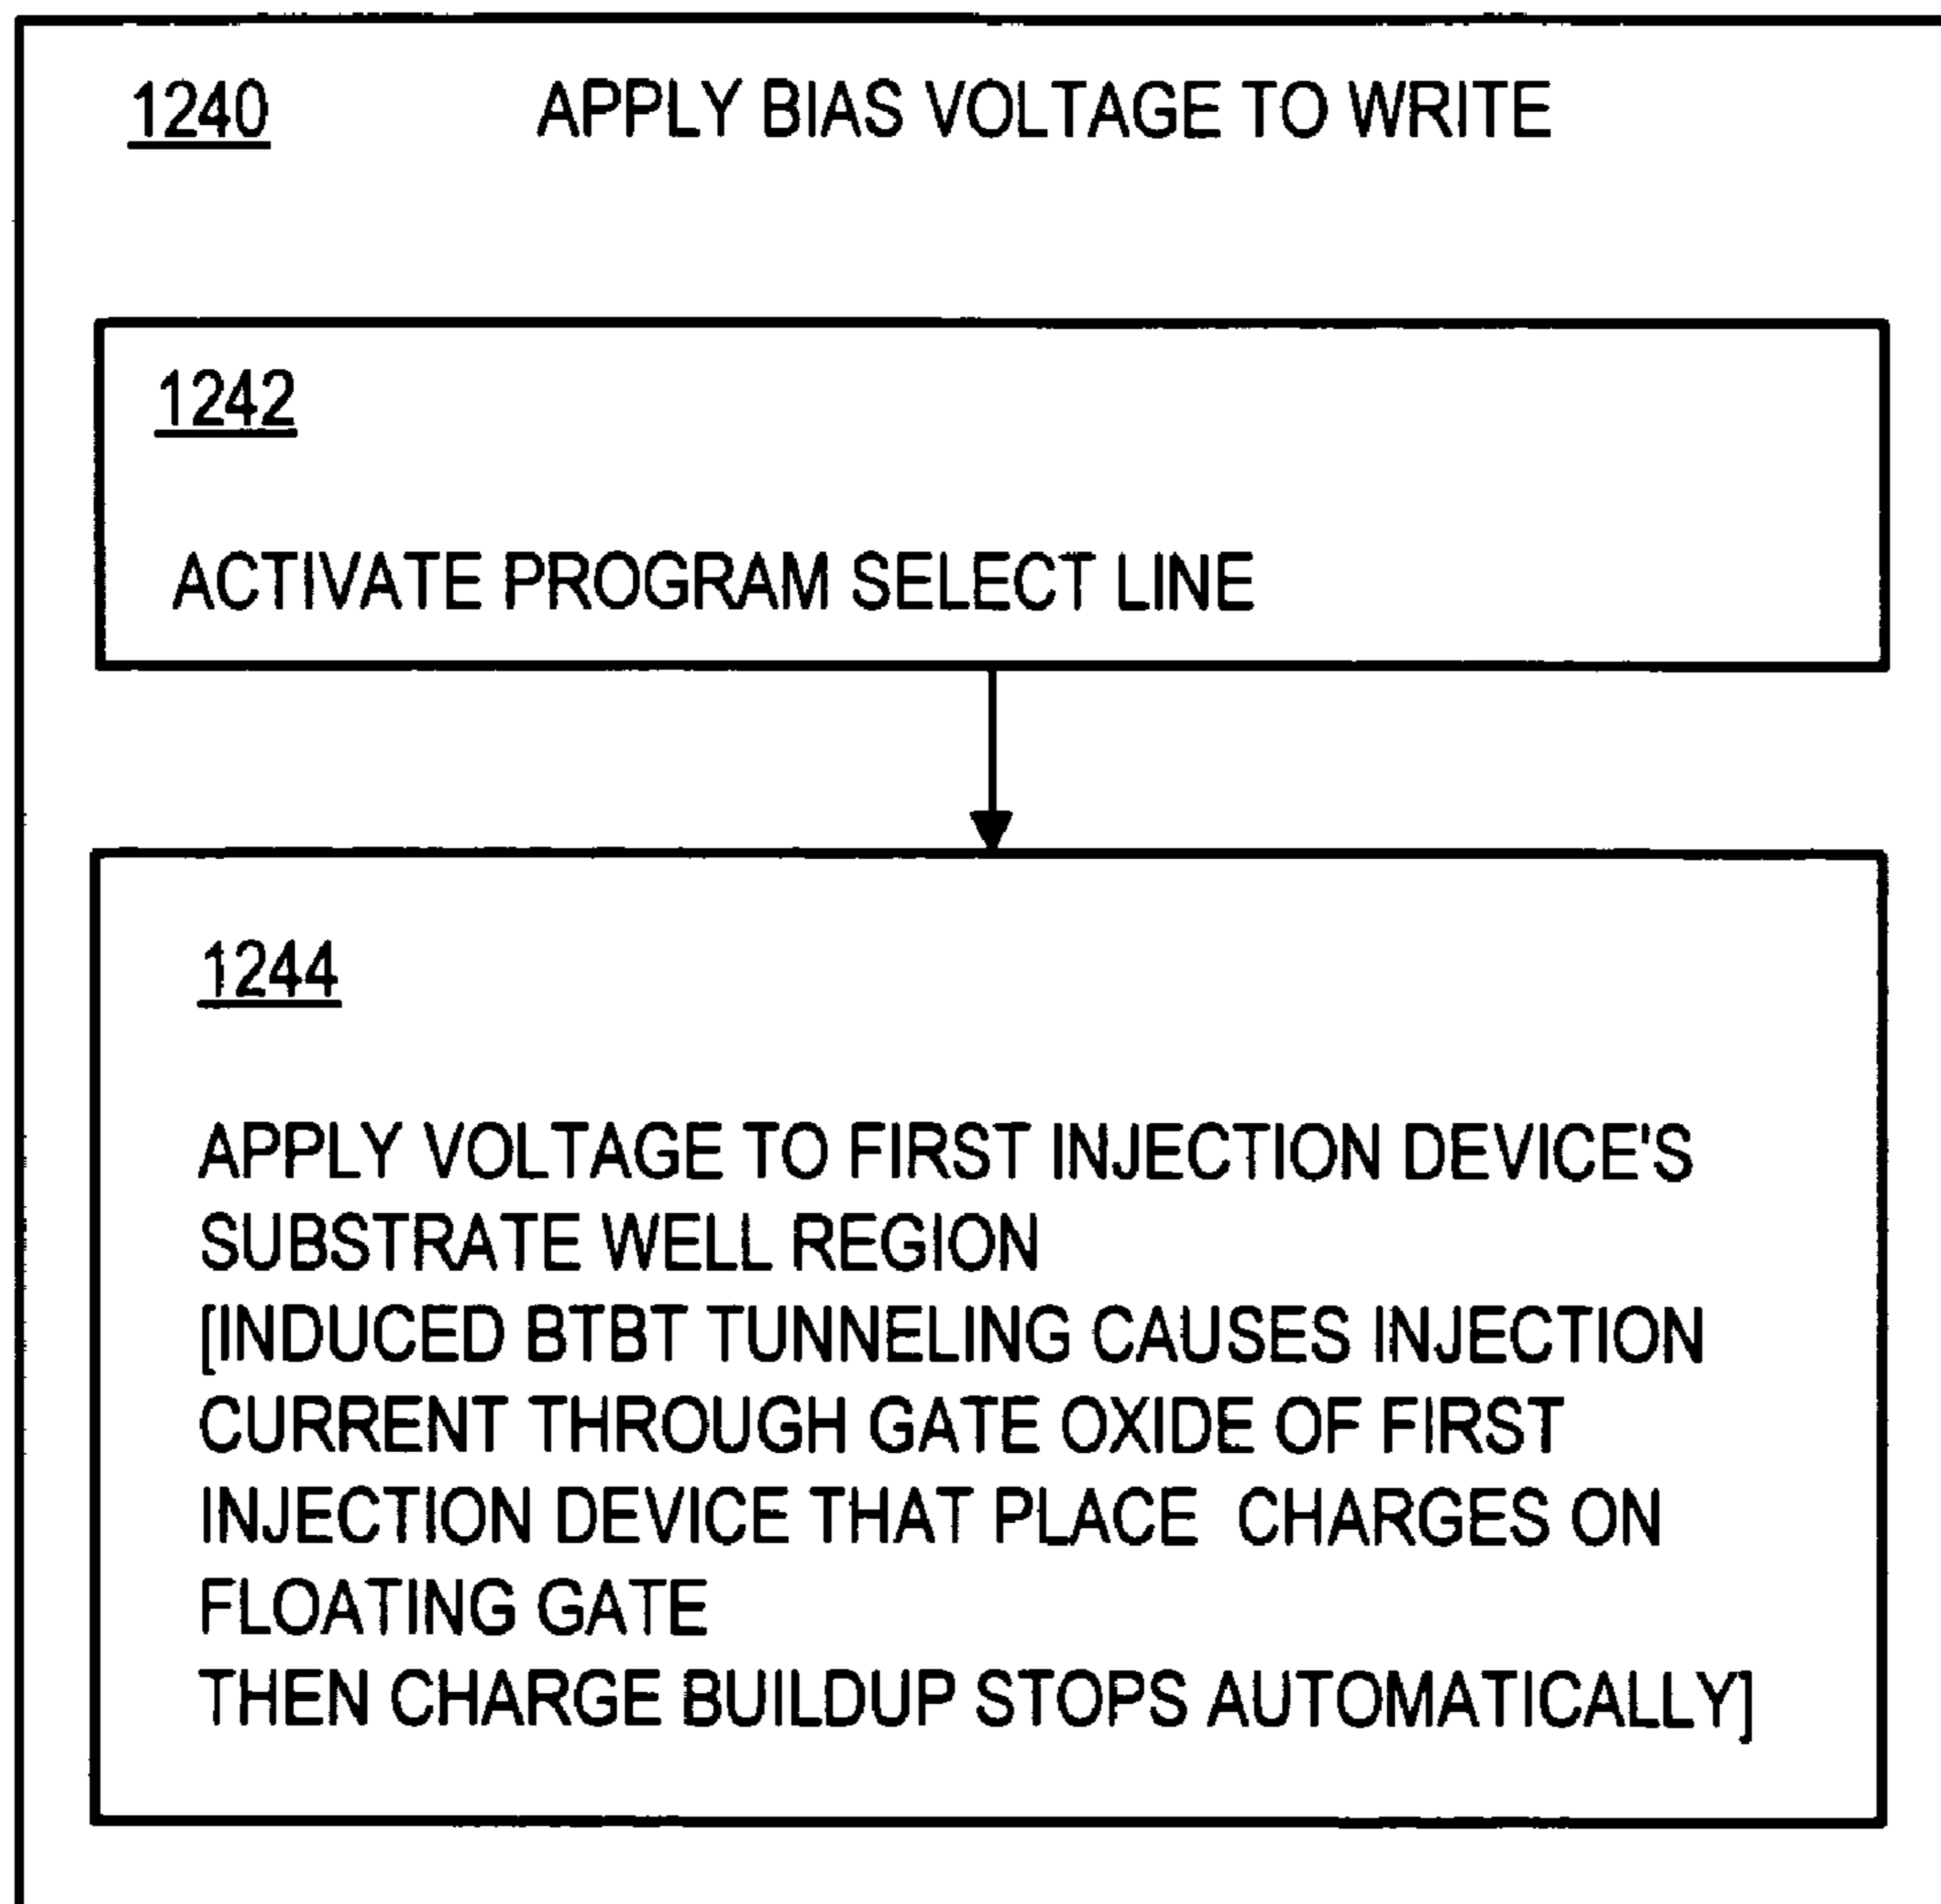 1240 APPLY BIAS VOLTAGE TO WRITE
1242
ACTIVATE PROGRAM SELECT LINE
1244
APPLY VOLTAGE TO FIRST INJECTION DEVICE'S
SUBSTRATE WELL REGION
[INDUCED BTBT TUNNELING CAUSES INJECTION
CURRENT THROUGH GATE OXIDE OF FIRST
INJECTION DEVICE THAT PLACE CHARGES ON
FLOATING GATE
THEN CHARGE BUILDUP STOPS AUTOMATICALLY]